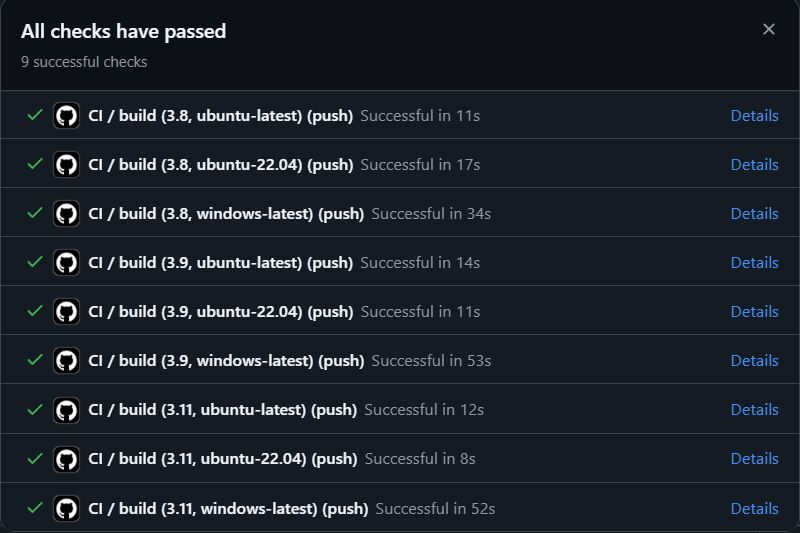 All checks have passed
9 successful checks
CI / build (3.8, ubuntu-latest) (push) Successful in 11s Details
CI / build (3.8, ubuntu-22.04) (push) Successful in 17s Details
CI / build (3.8, windows-latest) (push) Successful in 34s Details
CI / build (3.9, ubuntu-latest) (push) Successful in 14s Details
CI / build (3.9, ubuntu-22.04) (push) Successful in 11s Details
CI / build (3.9, windows-latest) (push) Successful in 53s Details
CI / build (3.11, ubuntu-latest) (push) Successful in 12s Details
CI / build (3.11, ubuntu-22.04) (push) Successful in 8s Details
CI / build (3.11, windows-latest) (push) Successful in 52s Details